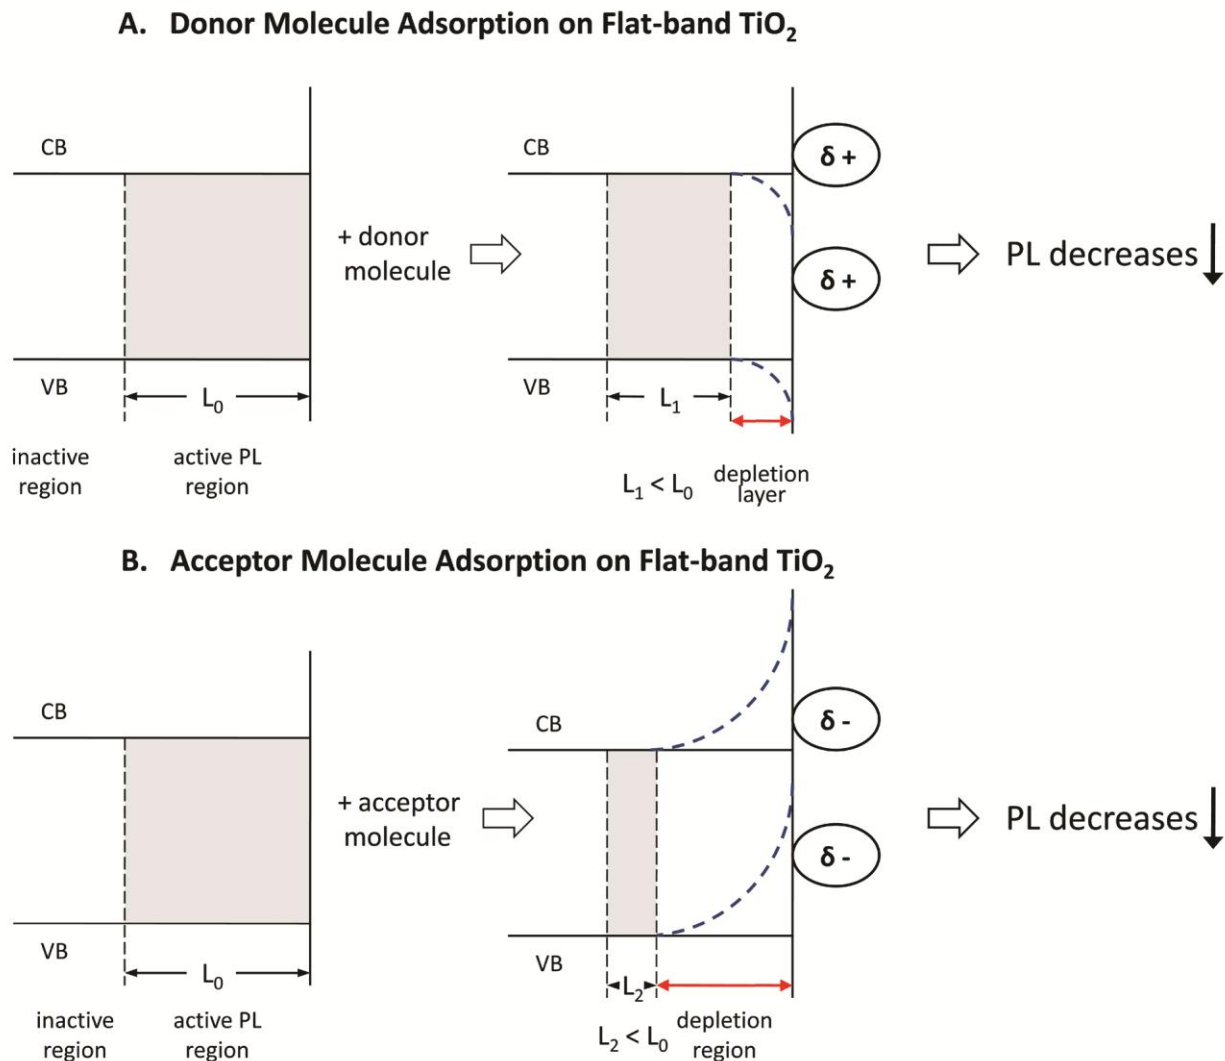 A. Donor Molecule Adsorption on Flat-band TiO₂
CB
CB
δ +
+ donor
molecule
δ +
PL decreases
VB
L₀
VB
L₁
inactive
region
active PL
region
L₁ < L₀
depletion
layer
B. Acceptor Molecule Adsorption on Flat-band TiO₂
CB
CB
δ -
+ acceptor
molecule
δ -
PL decreases
VB
L₀
VB
L₂
inactive
region
active PL
region
L₂ < L₀
depletion
region